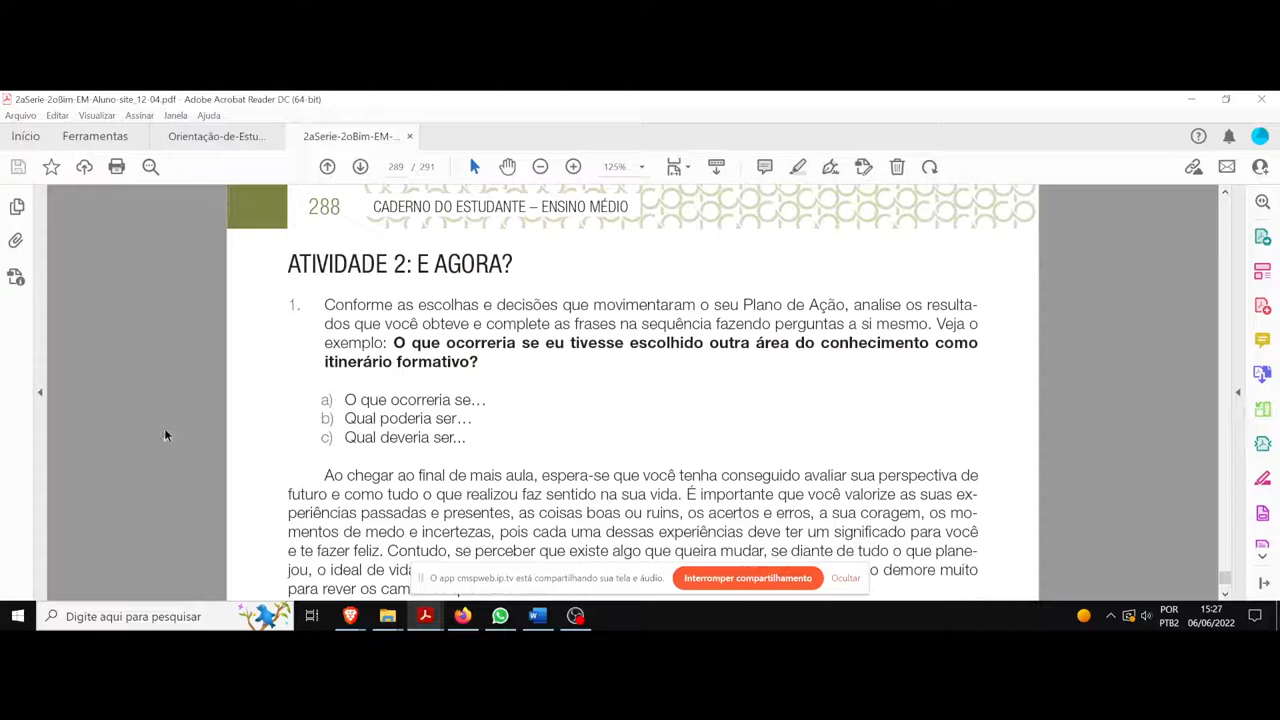 2aSerie-2oBim-EM-Aluno-site_12-04.pdf - Adobe Acrobat Reader DC (64-bit)
Arquivo Editar Visualizar Assinar Janela Ajuda
Início Ferramentas Orientação-de-Estu... 2aSerie-2oBim-EM-... ×
289 / 291 125%
288 CADERNO DO ESTUDANTE – ENSINO MÉDIO
ATIVIDADE 2: E AGORA?
1. Conforme as escolhas e decisões que movimentaram o seu Plano de Ação, analise os resulta-
dos que você obteve e complete as frases na sequência fazendo perguntas a si mesmo. Veja o
exemplo: O que ocorreria se eu tivesse escolhido outra área do conhecimento como
itinerário formativo?
a) O que ocorreria se…
b) Qual poderia ser…
c) Qual deveria ser...
Ao chegar ao final de mais aula, espera-se que você tenha conseguido avaliar sua perspectiva de
futuro e como tudo o que realizou faz sentido na sua vida. É importante que você valorize as suas ex-
periências passadas e presentes, as coisas boas ou ruins, os acertos e erros, a sua coragem, os mo-
mentos de medo e incertezas, pois cada uma dessas experiências deve ter um significado para você
e te fazer feliz. Contudo, se perceber que existe algo que queira mudar, se diante de tudo o que plane-
jou, o ideal de vida o demore muito
para rever os cam
O app cmspweb.ip.tv está compartilhando sua tela e áudio. Interromper compartilhamento Ocultar
Digite aqui para pesquisar
POR 15:27
PTB2 06/06/2022